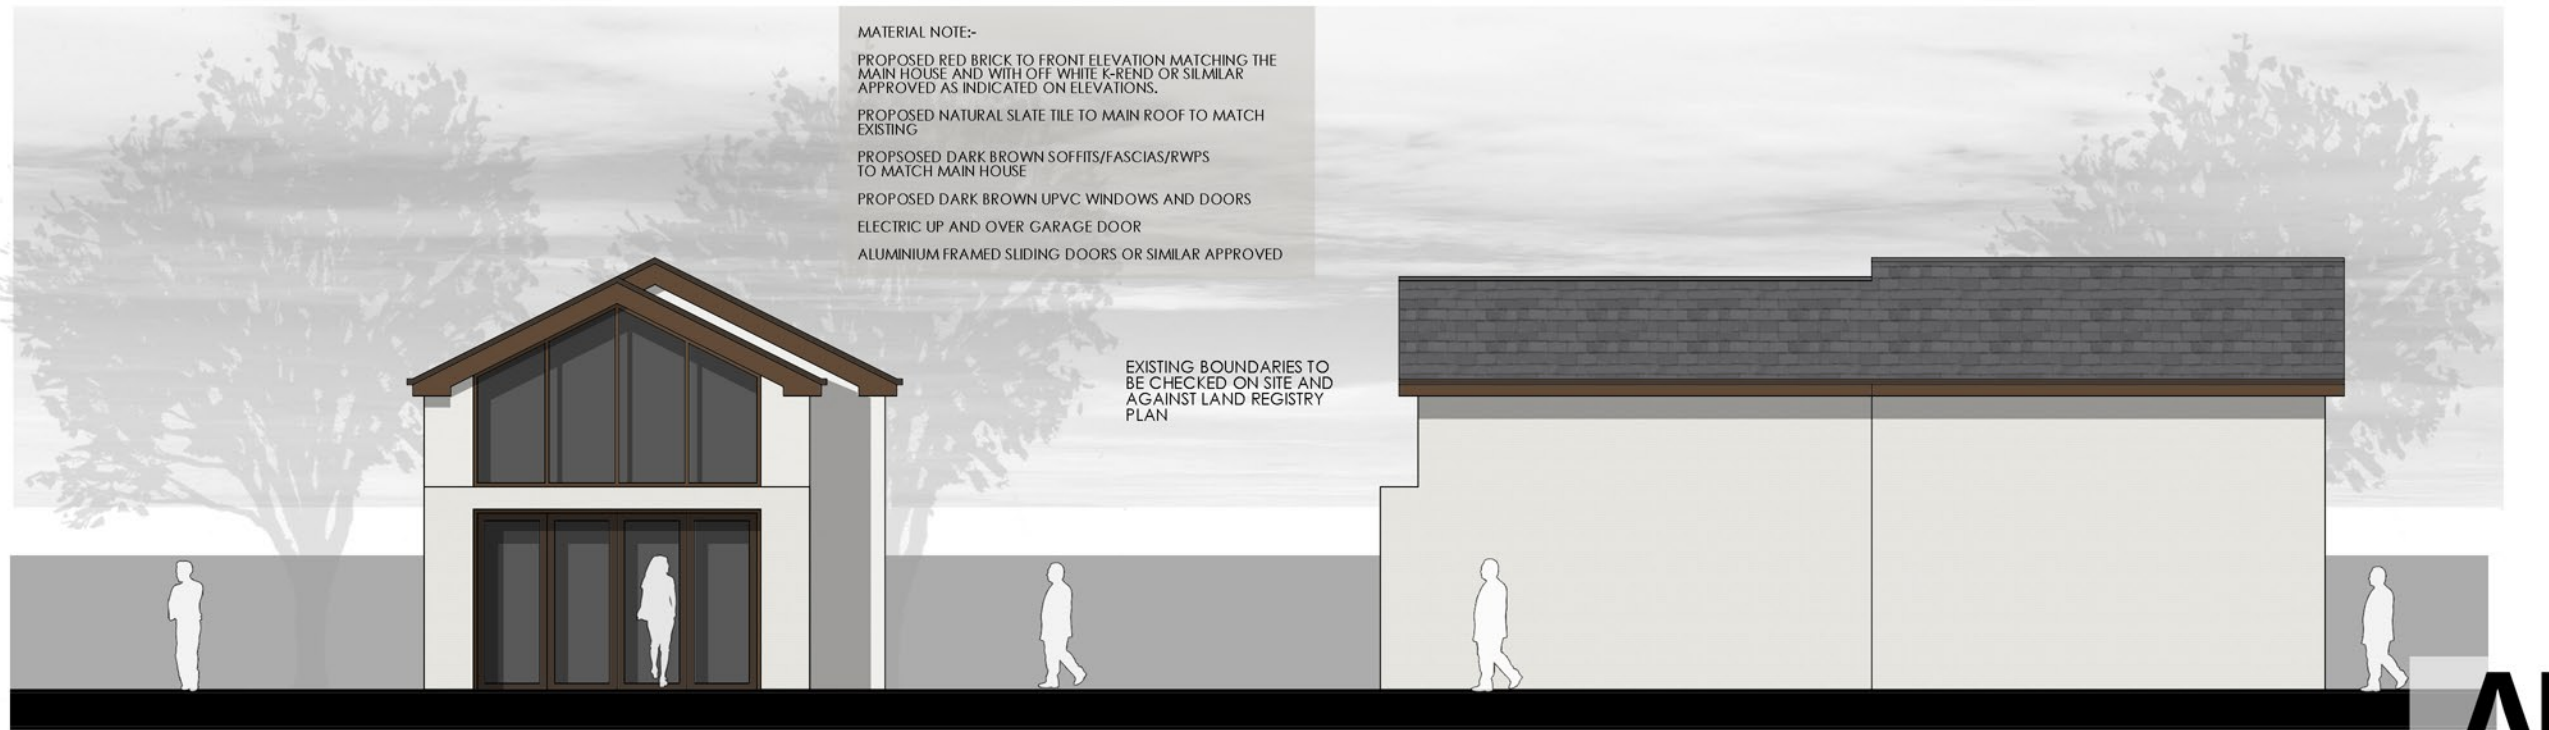 MATERIAL NOTE:-
PROPOSED RED BRICK TO FRONT ELEVATION MATCHING THE
MAIN HOUSE AND WITH OFF WHITE K-REND OR SILMILAR
APPROVED AS INDICATED ON ELEVATIONS.
PROPOSED NATURAL SLATE TILE TO MAIN ROOF TO MATCH
EXISTING
PROPSOSED DARK BROWN SOFFITS/FASCIAS/RWPS
TO MATCH MAIN HOUSE
PROPOSED DARK BROWN UPVC WINDOWS AND DOORS
ELECTRIC UP AND OVER GARAGE DOOR
ALUMINIUM FRAMED SLIDING DOORS OR SIMILAR APPROVED
EXISTING BOUNDARIES TO
BE CHECKED ON SITE AND
AGAINST LAND REGISTRY
PLAN